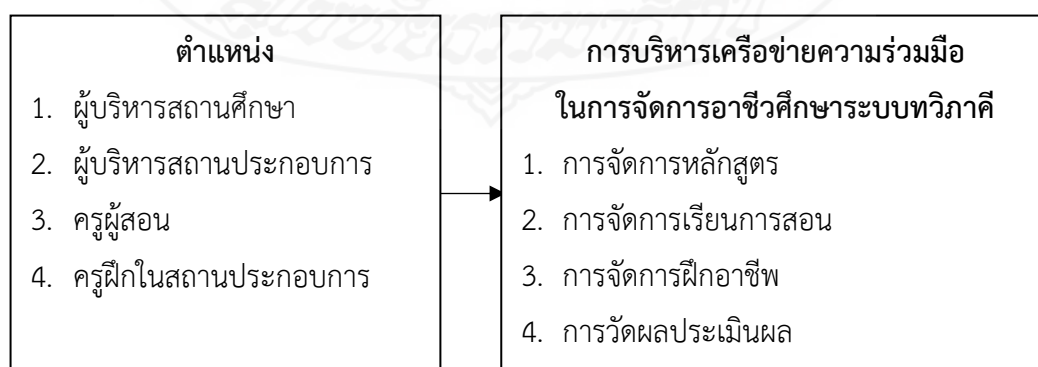 ตำแหน่ง
1. ผู้บริหารสถานศึกษา
2. ผู้บริหารสถานประกอบการ
3. ครูผู้สอน
4. ครูฝึกในสถานประกอบการ
การบริหารเครือข่ายความร่วมมือ
ในการจัดการอาชีวศึกษาระบบทวิภาคี
1. การจัดการหลักสูตร
2. การจัดการเรียนการสอน
3. การจัดการฝึกอาชีพ
4. การวัดผลประเมินผล